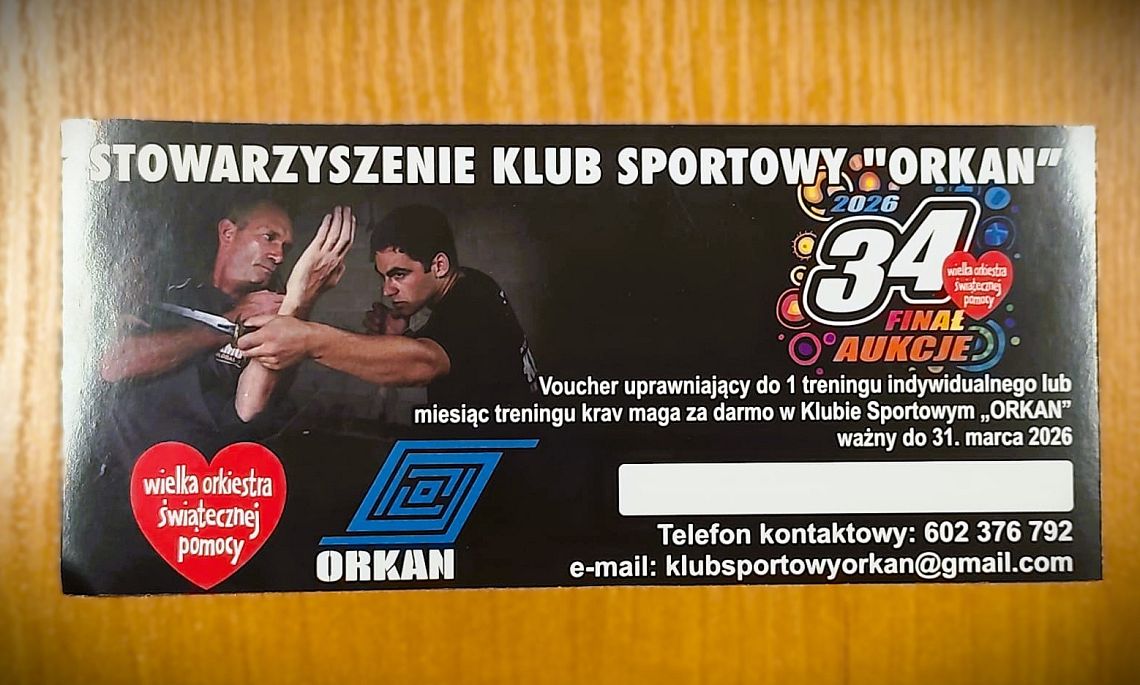 STOWARZYSZENIE KLUB SPORTOWY "ORKAN"
2026
34
wielka orkiestra
świątecznej
pomocy
FINAŁ
AUKCJE
Voucher uprawniający do 1 treningu indywidualnego lub
miesiąc treningu krav maga za darmo w Klubie Sportowym „ORKAN”
ważny do 31. marca 2026
wielka orkiestra
świątecznej
pomocy
ORKAN
Telefon kontaktowy: 602 376 792
e-mail: klubsportowyorkan@gmail.com